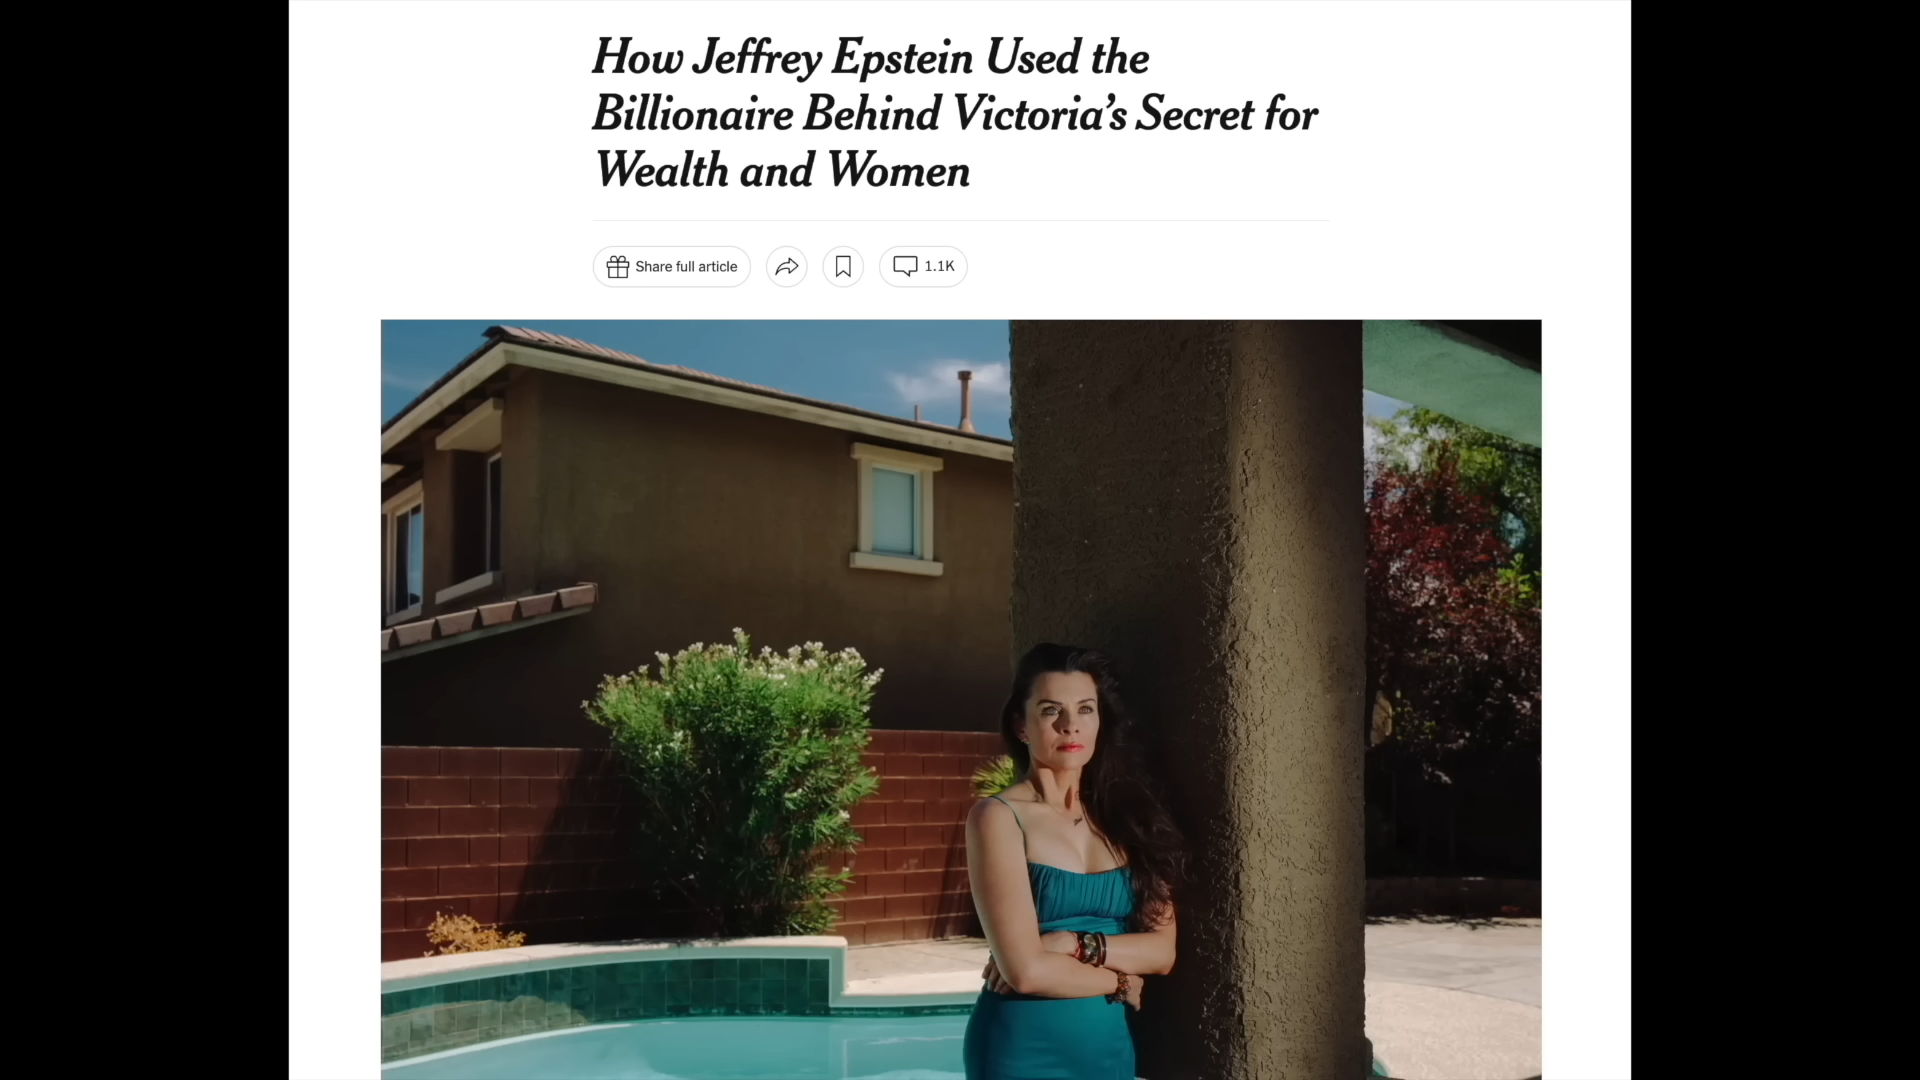 How Jeffrey Epstein Used the
Billionaire Behind Victoria’s Secret for
Wealth and Women
Share full article
1.1K